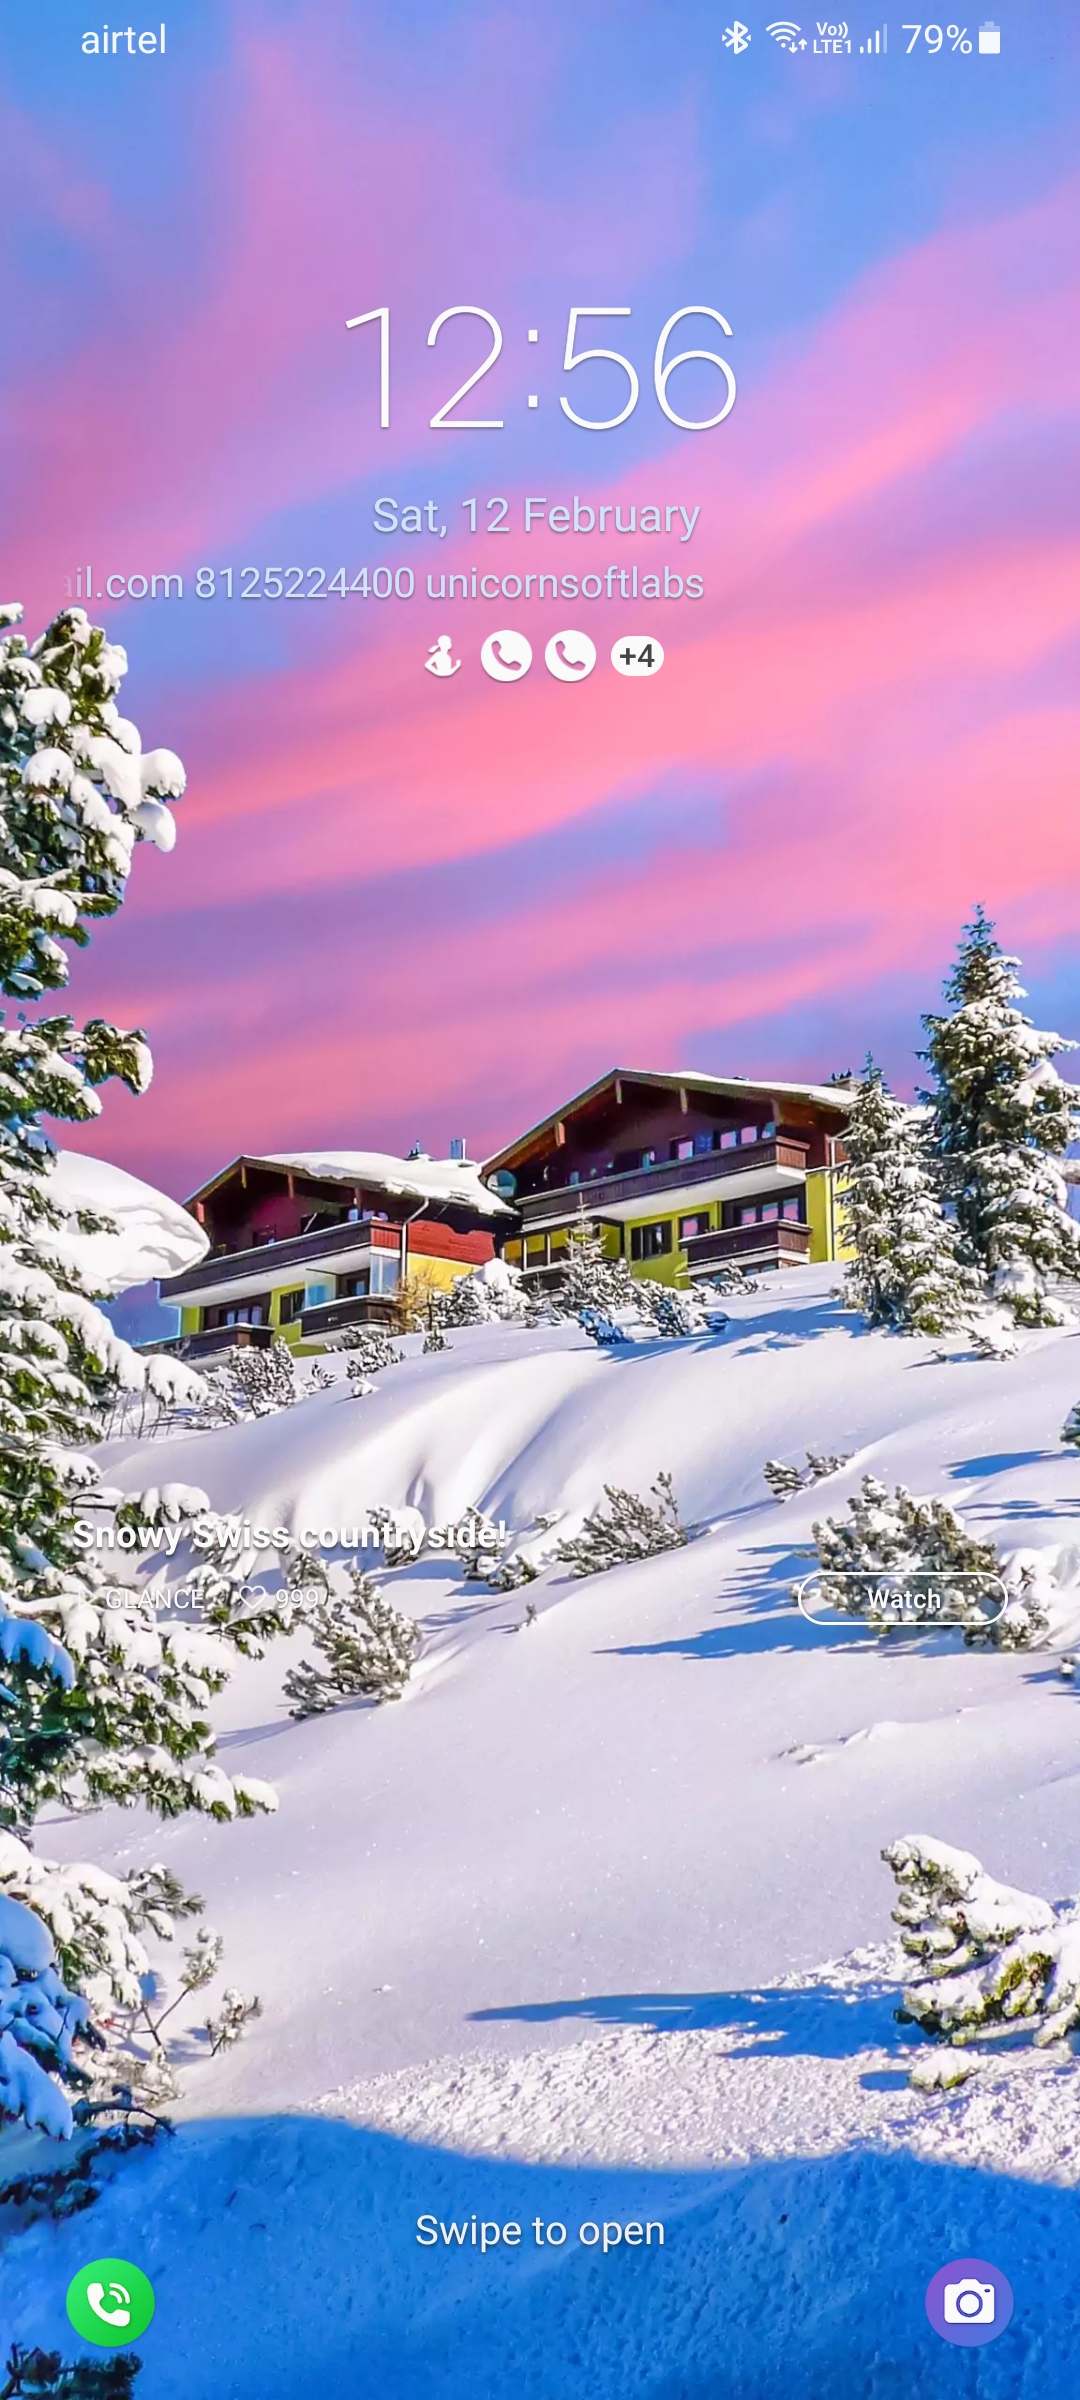 airtel Vo)) LTE1 79%
12:56
Sat, 12 February
ail.com 8125224400 unicornsoftlabs
+4
Snowy Swiss countryside!
GLANCE 999
Watch
Swipe to open